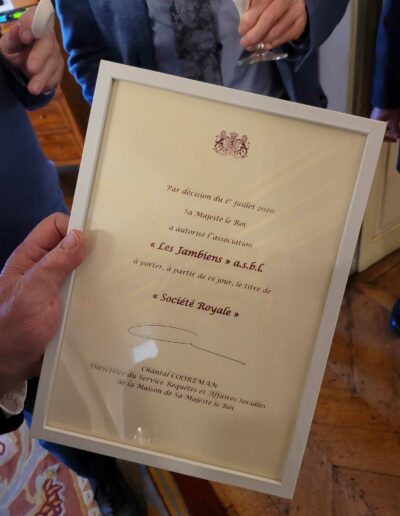 Par décision du 1er juillet 2020
Sa Majesté le Roi
a autorisé l'association
« Les Jambiens » a.s.b.l.
à porter, à partir de ce jour, le titre de
« Société Royale »
Chantal COOREMAN
Directrice du Service Requêtes et Affaires Sociales
de la Maison de Sa Majesté le Roi